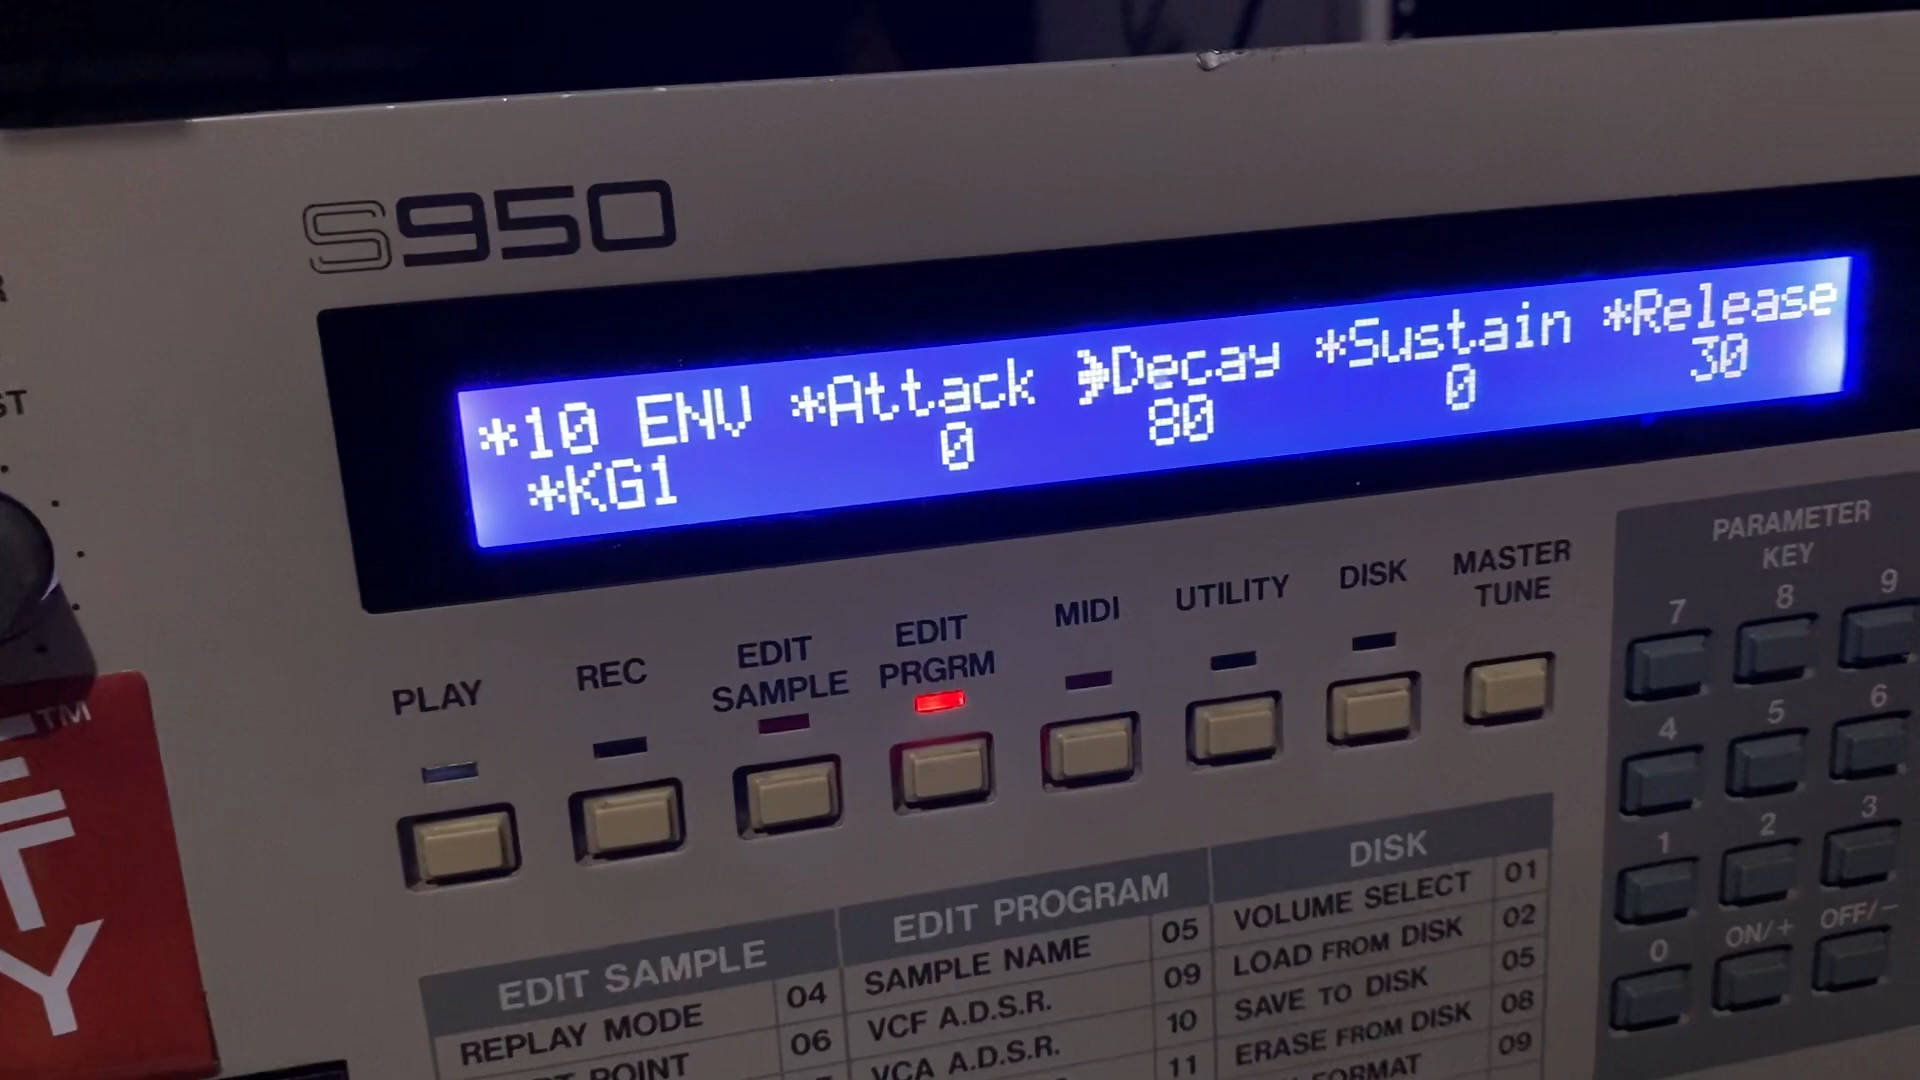 S950
*10 ENV *Attack Decay *Sustain *Release
*KG1 0 80 0 30
PLAY
REC
EDIT
SAMPLE
EDIT
PRGRM
MIDI
UTILITY
DISK
MASTER
TUNE
PARAMETER
KEY
7 8 9
4 5 6
1 2 3
0 ON/+ OFF/−
EDIT SAMPLE
REPLAY MODE 04
POINT 06
EDIT PROGRAM
SAMPLE NAME 05
VCF A.D.S.R. 09
VCA A.D.S.R. 10
11
DISK
VOLUME SELECT 01
LOAD FROM DISK 02
SAVE TO DISK 05
ERASE FROM DISK 08
FORMAT 09
TM
T
Y